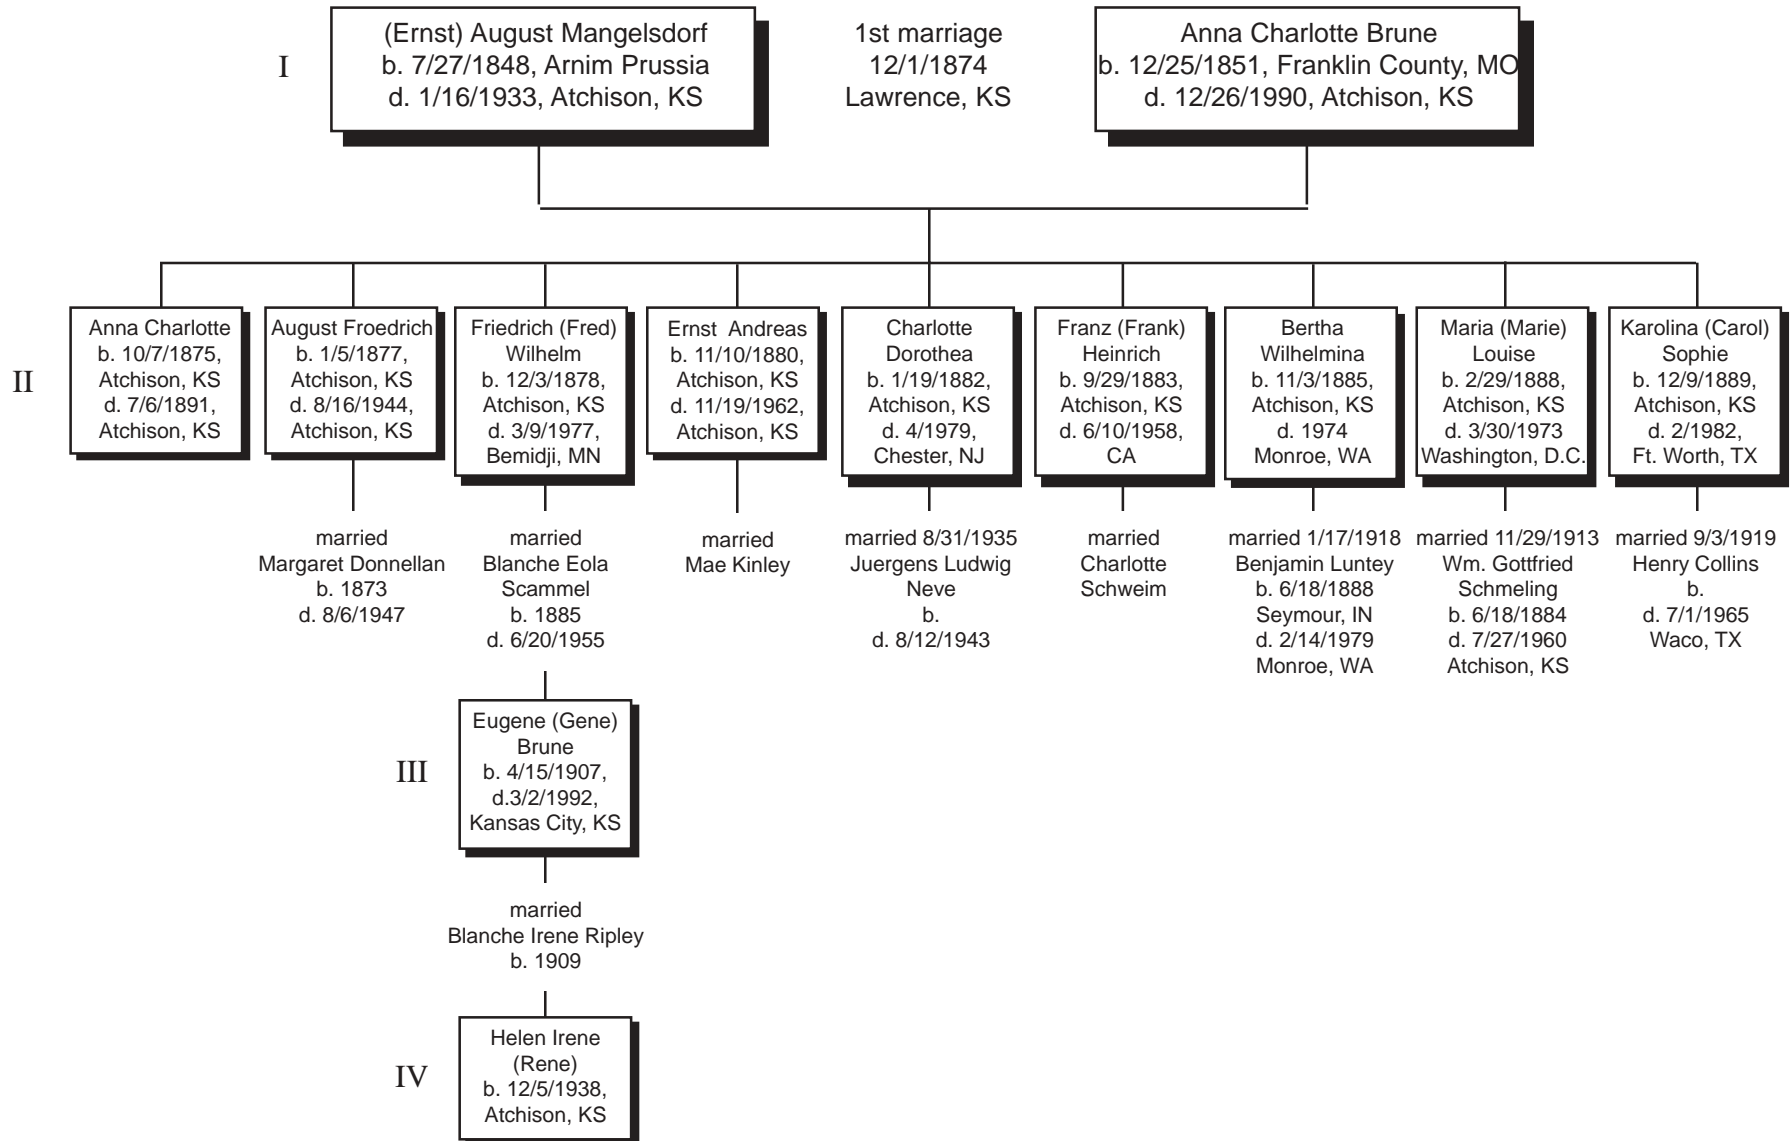 I
(Ernst) August Mangelsdorf
b. 7/27/1848, Arnim Prussia
d. 1/16/1933, Atchison, KS
1st marriage
12/1/1874
Lawrence, KS
Anna Charlotte Brune
b. 12/25/1851, Franklin County, MO
d. 12/26/1990, Atchison, KS
II
Anna Charlotte
b. 10/7/1875,
Atchison, KS
d. 7/6/1891,
Atchison, KS
August Froedrich
b. 1/5/1877,
Atchison, KS
d. 8/16/1944,
Atchison, KS
married
Margaret Donnellan
b. 1873
d. 8/6/1947
Friedrich (Fred)
Wilhelm
b. 12/3/1878,
Atchison, KS
d. 3/9/1977,
Bemidji, MN
married
Blanche Eola
Scammel
b. 1885
d. 6/20/1955
Ernst Andreas
b. 11/10/1880,
Atchison, KS
d. 11/19/1962,
Atchison, KS
married
Mae Kinley
Charlotte
Dorothea
b. 1/19/1882,
Atchison, KS
d. 4/1979,
Chester, NJ
married 8/31/1935
Juergens Ludwig
Neve
b.
d. 8/12/1943
Franz (Frank)
Heinrich
b. 9/29/1883,
Atchison, KS
d. 6/10/1958,
CA
married
Charlotte
Schweim
Bertha
Wilhelmina
b. 11/3/1885,
Atchison, KS
d. 1974
Monroe, WA
married 1/17/1918
Benjamin Luntey
b. 6/18/1888
Seymour, IN
d. 2/14/1979
Monroe, WA
Maria (Marie)
Louise
b. 2/29/1888,
Atchison, KS
d. 3/30/1973
Washington, D.C.
married 11/29/1913
Wm. Gottfried
Schmeling
b. 6/18/1884
d. 7/27/1960
Atchison, KS
Karolina (Carol)
Sophie
b. 12/9/1889,
Atchison, KS
d. 2/1982,
Ft. Worth, TX
married 9/3/1919
Henry Collins
b.
d. 7/1/1965
Waco, TX
III
Eugene (Gene)
Brune
b. 4/15/1907,
d.3/2/1992,
Kansas City, KS
married
Blanche Irene Ripley
b. 1909
IV
Helen Irene
(Rene)
b. 12/5/1938,
Atchison, KS